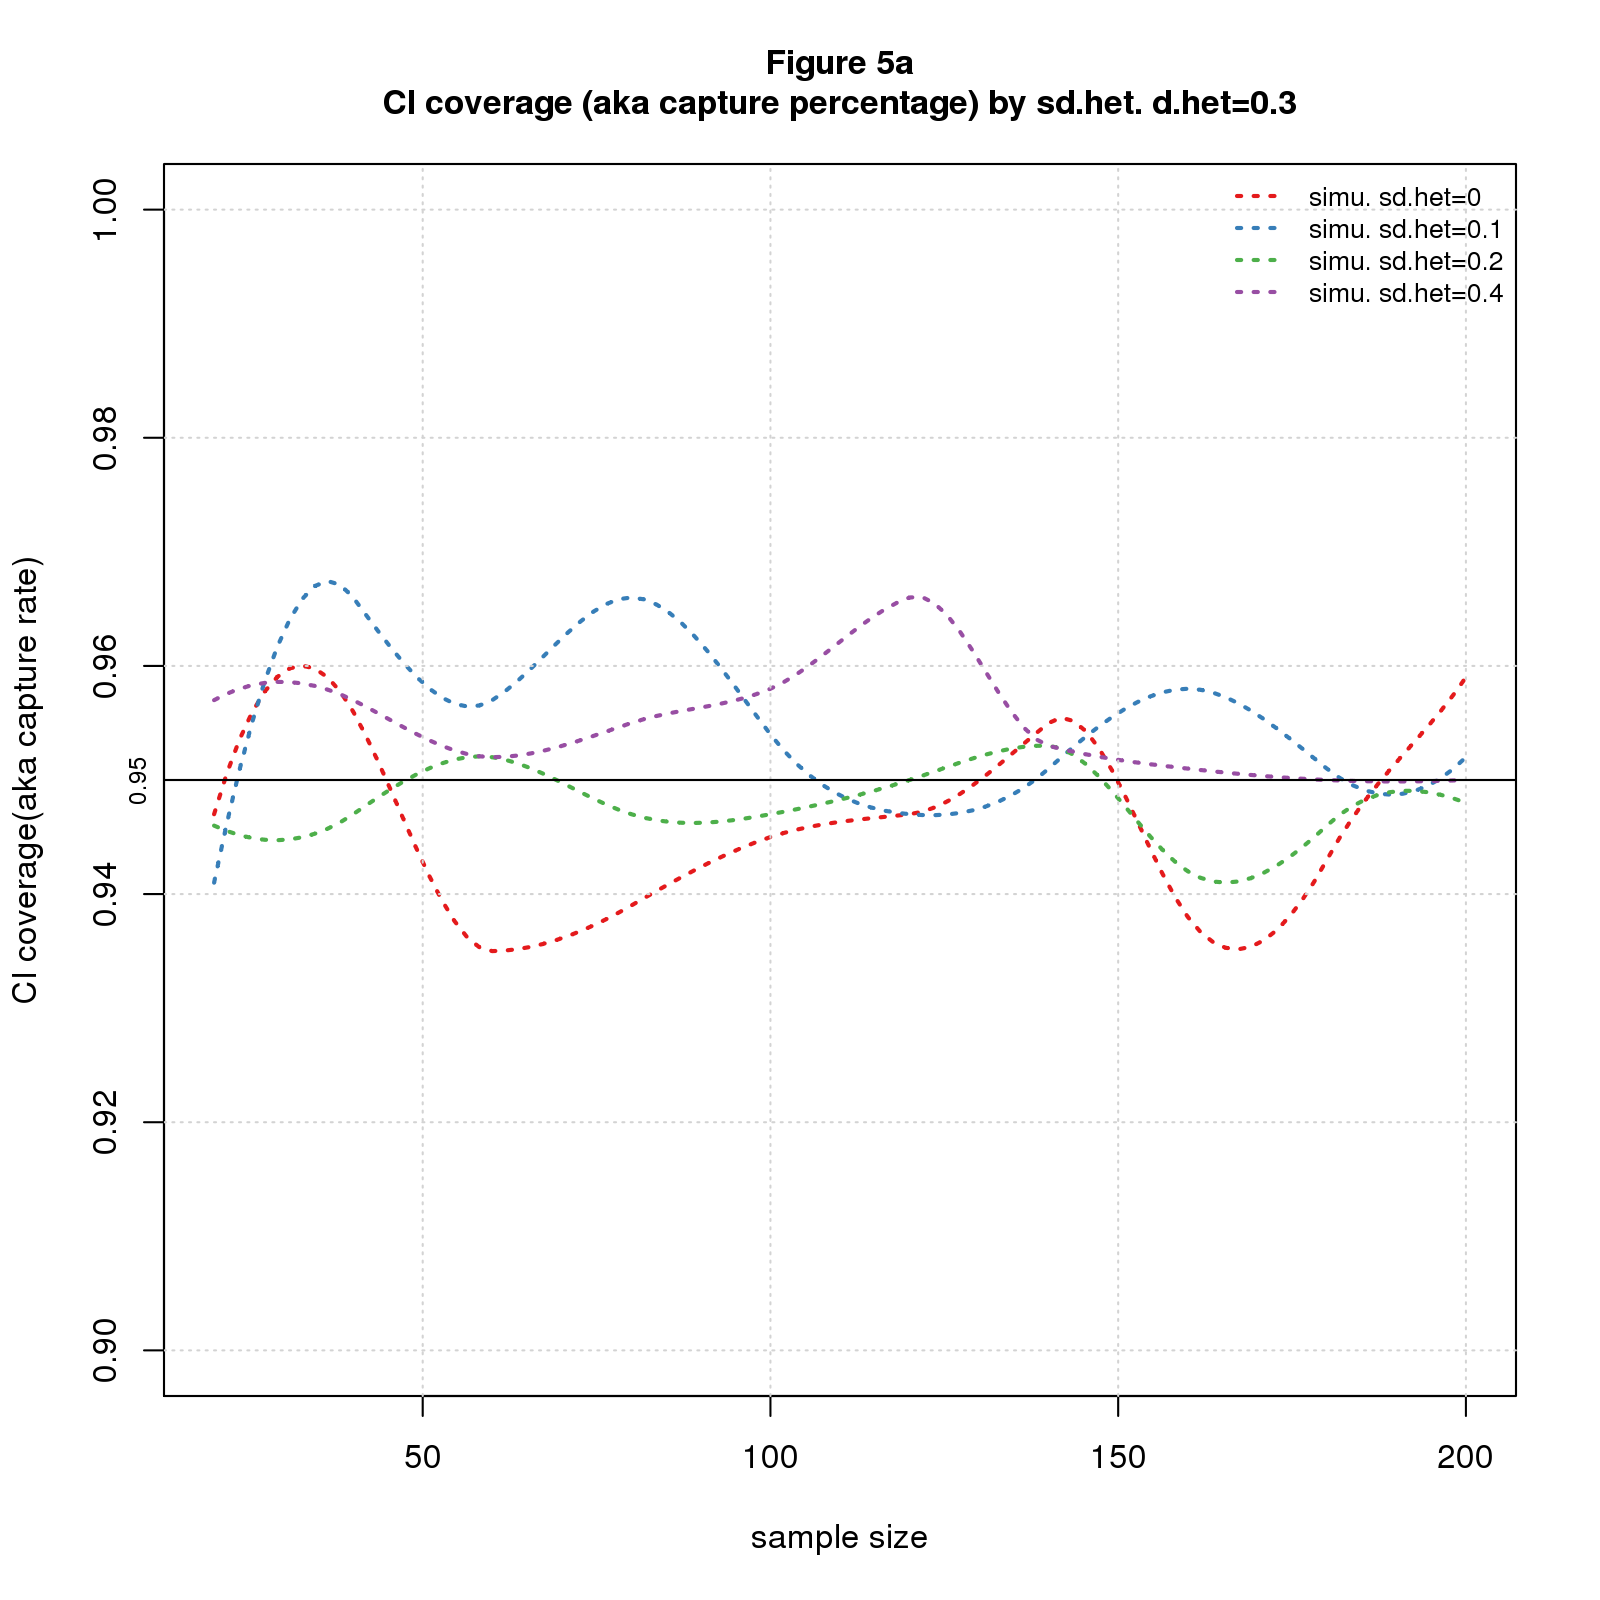 Figure 5a
CI coverage (aka capture percentage) by sd.het. d.het=0.3
simu. sd.het=0
simu. sd.het=0.1
simu. sd.het=0.2
simu. sd.het=0.4
CI coverage(aka capture rate)
1.00
0.98
0.96
0.95
0.94
0.92
0.90
50 100 150 200
sample size